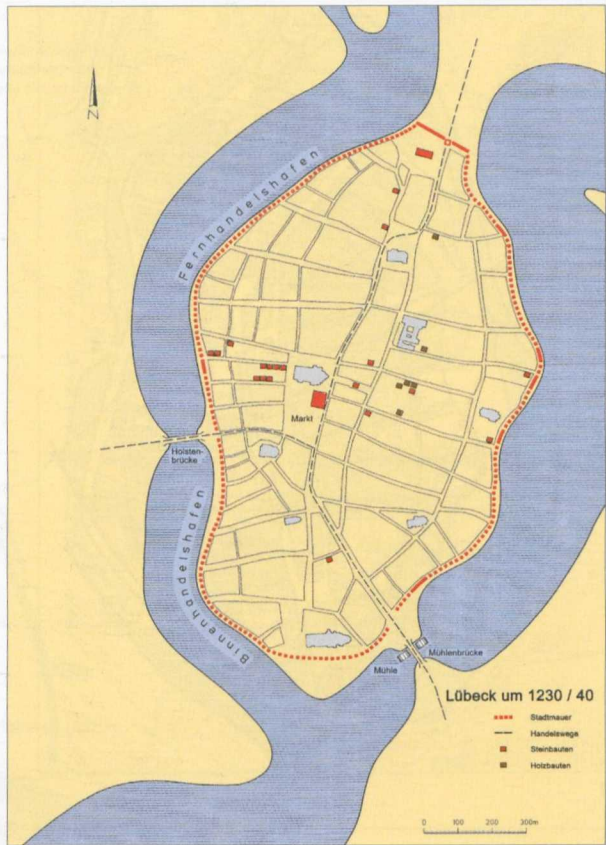 N
Fernhandelshafen
Markt
Holsten-
brücke
Binnenhandelshafen
Mühle
Mühlenbrücke
Lübeck um 1230 / 40
Stadtmauer
Handelswege
Steinbauten
Holzbauten
0 100 200 300m